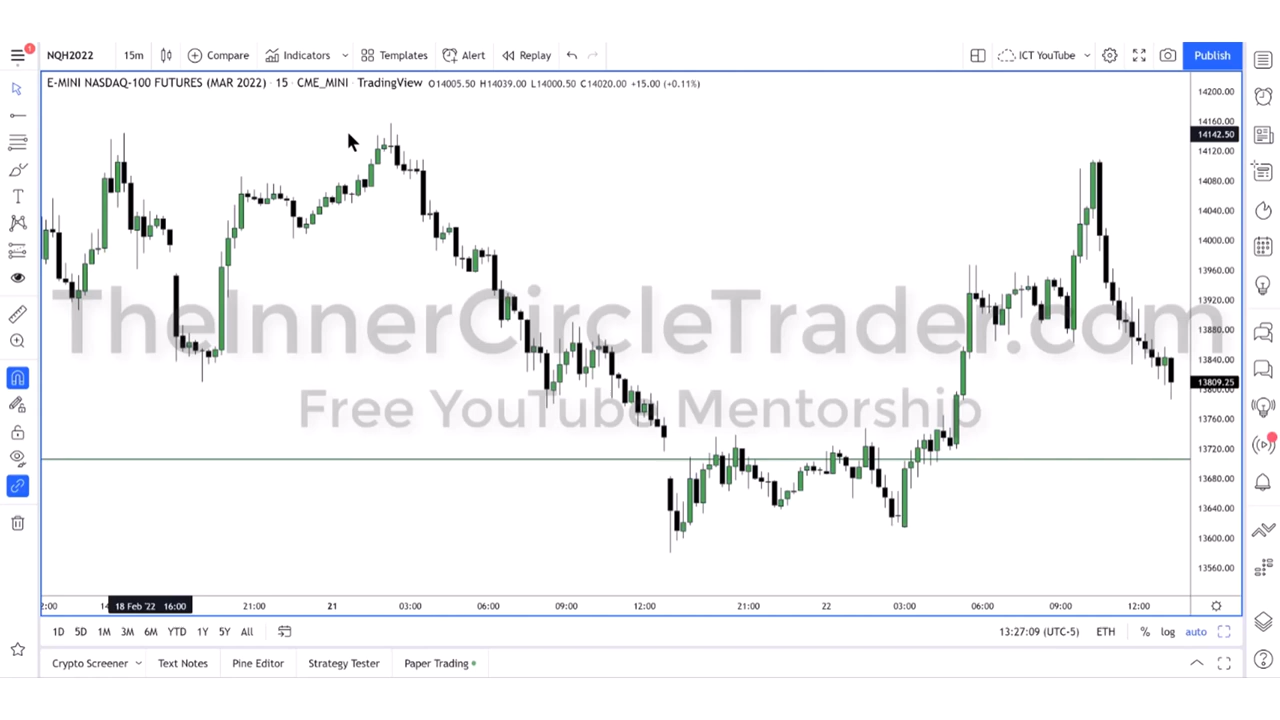 NQH2022 15m Compare Indicators Templates Alert Replay ICT YouTube Publish
E-MINI NASDAQ-100 FUTURES (MAR 2022) · 15 · CME_MINI · TradingView O14005.50 H14039.00 L14000.50 C14020.00 +15.00 (+0.11%)
14200.00
14160.00
14142.50
14120.00
14080.00
14040.00
14000.00
13960.00
13920.00
13880.00
13840.00
13809.25
13760.00
13720.00
13680.00
13640.00
13600.00
13560.00
TheInnerCircleTrader.com
Free YouTube Mentorship
18 Feb '22 16:00 21:00 21 03:00 06:00 09:00 12:00 21:00 22 03:00 06:00 09:00 12:00
1D 5D 1M 3M 6M YTD 1Y 5Y All 13:27:09 (UTC-5) ETH % log auto
Crypto Screener Text Notes Pine Editor Strategy Tester Paper Trading